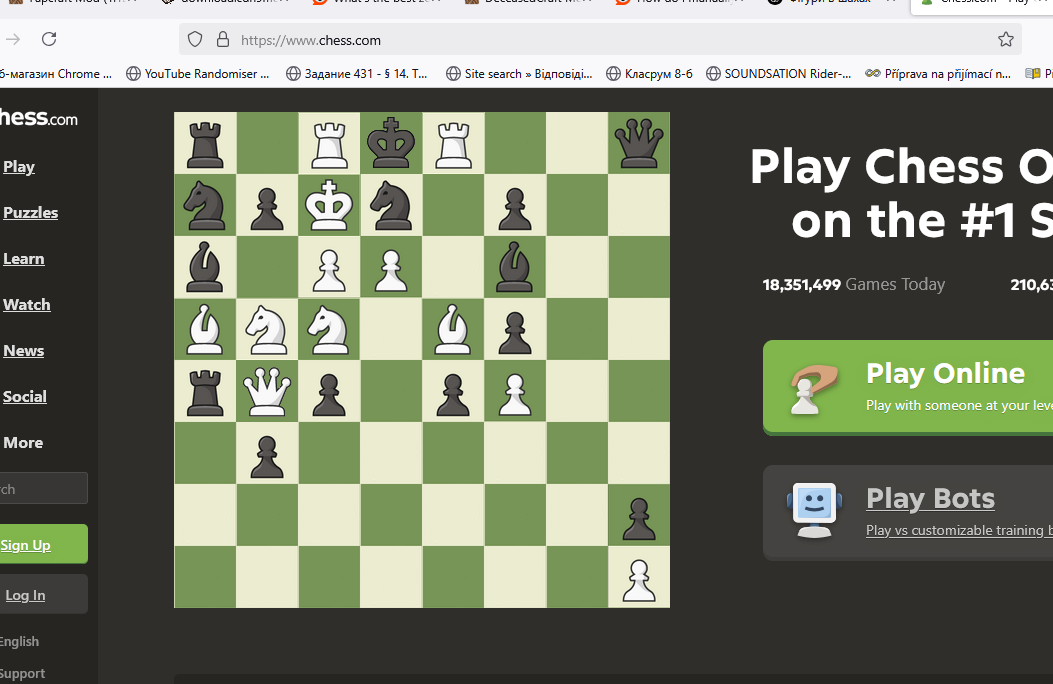 https://www.chess.com
б-магазин Chrome ...
YouTube Randomiser ...
Задание 431 - § 14. Т...
Site search » Відповіді...
Класрум 8-б
SOUNDSATION Rider-...
Příprava na přijímací n...
hess.com
Play
Puzzles
Learn
Watch
News
Social
More
rch
Sign Up
Log In
English
Support
Play Chess O
on the #1 S
18,351,499 Games Today
210,63
Play Online
Play with someone at your leve
Play Bots
Play vs customizable training b